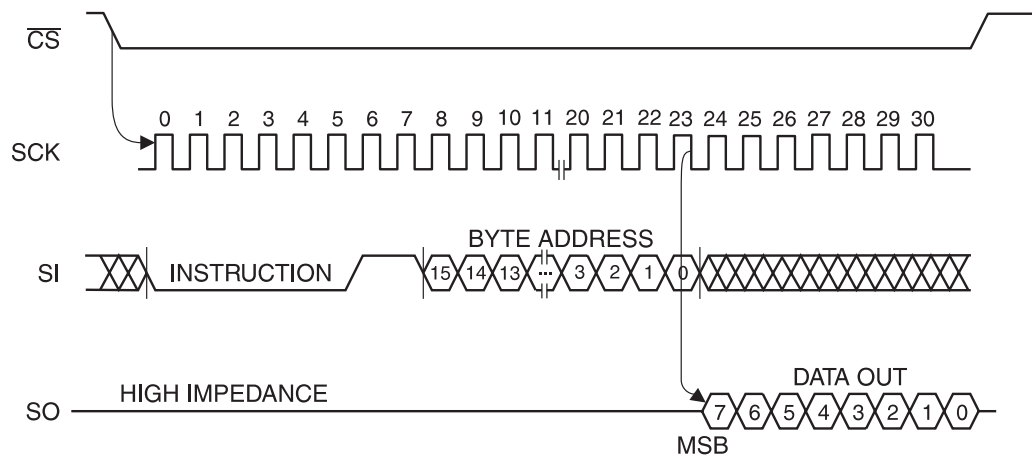 C̅S̅
0 1 2 3 4 5 6 7 8 9 10 11 20 21 22 23 24 25 26 27 28 29 30
SCK
BYTE ADDRESS
SI INSTRUCTION 15 14 13 ... 3 2 1 0
HIGH IMPEDANCE DATA OUT
SO 7 6 5 4 3 2 1 0
MSB